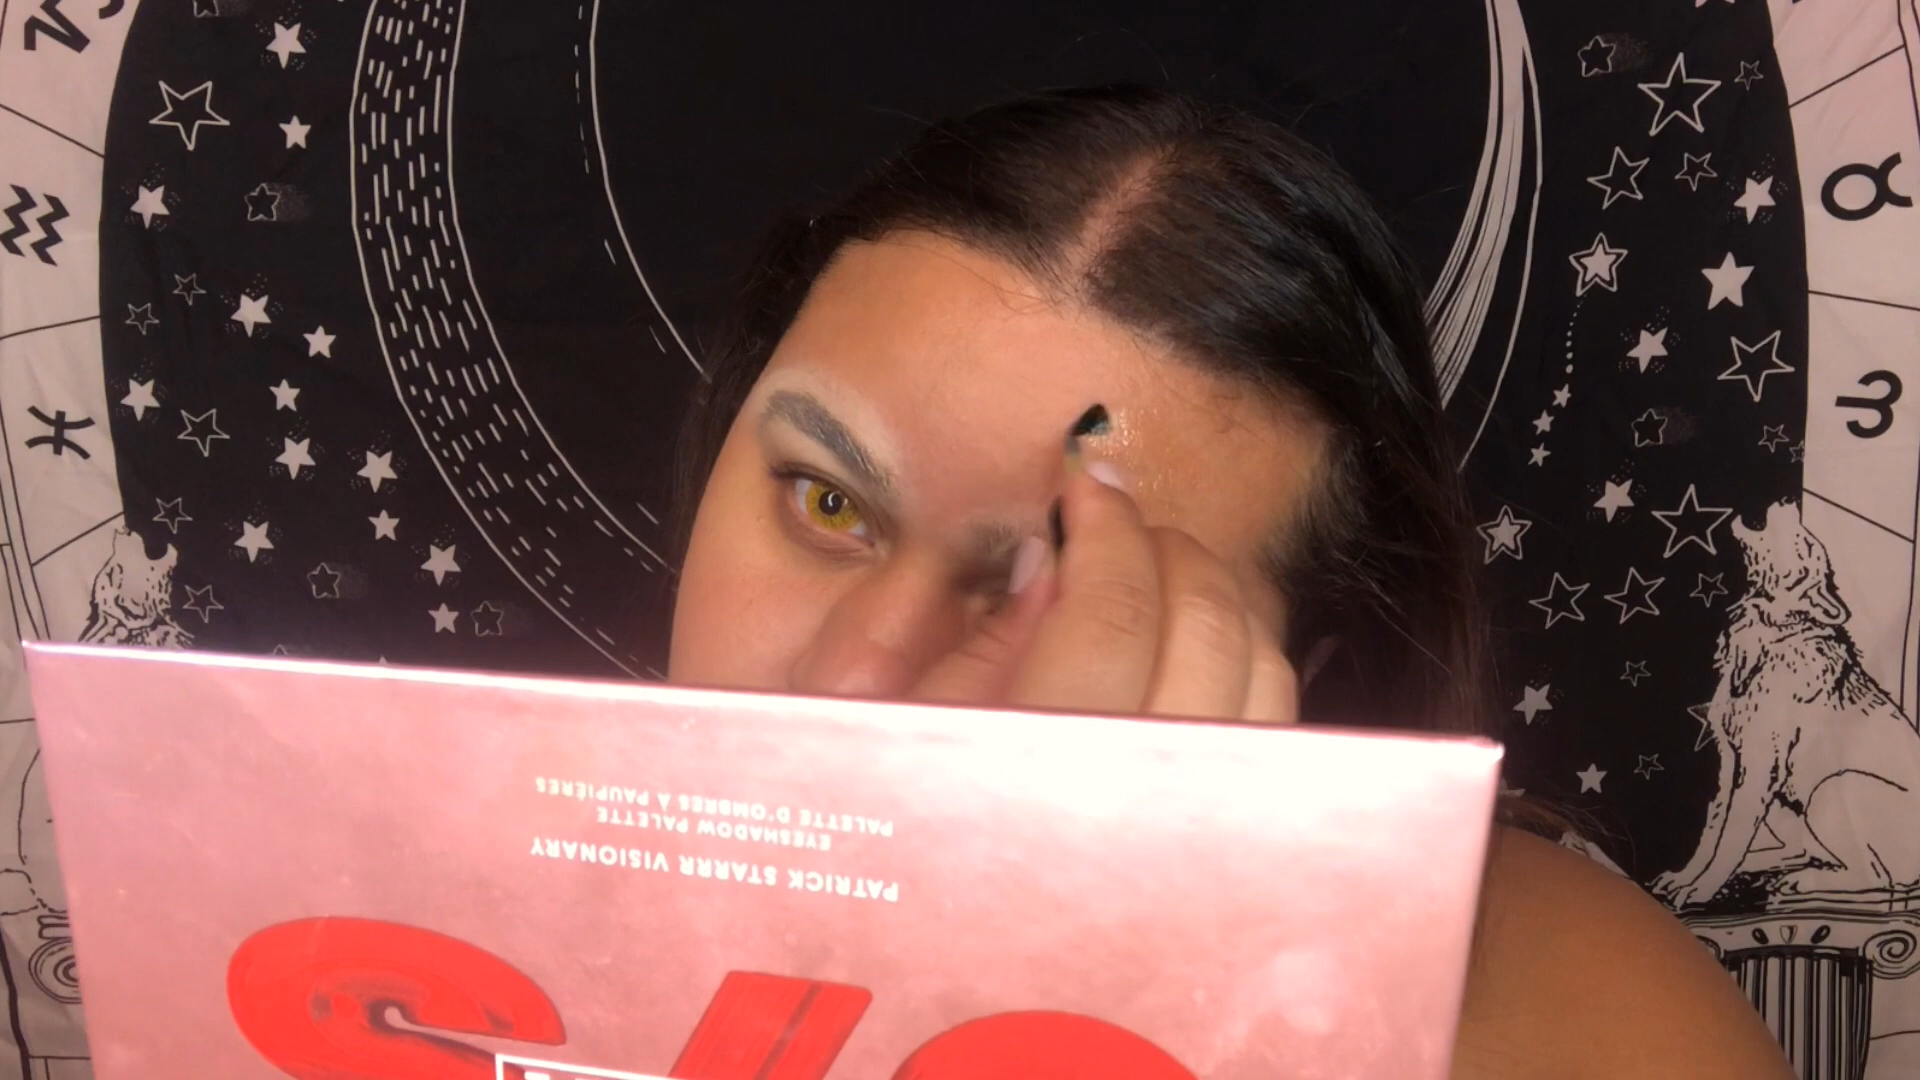 PATRICK STARRR VISIONARY
EYESHADOW PALETTE
PALETTE D'OMBRES À PAUPIÈRES